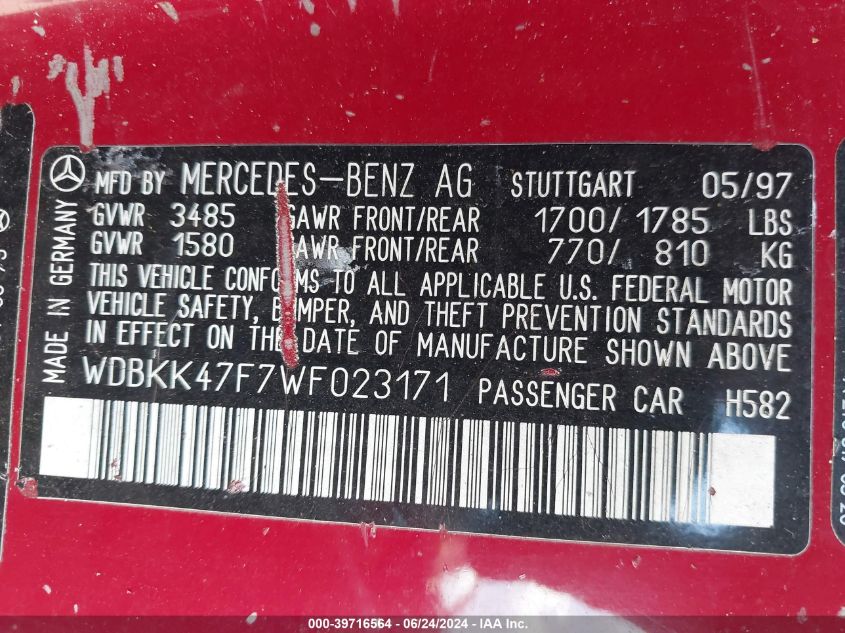 MADE IN GERMANY
MFD BY MERCEDES-BENZ AG STUTTGART 05/97
GVWR 3485 GAWR FRONT/REAR 1700/ 1785 LBS
GVWR 1580 GAWR FRONT/REAR 770/ 810 KG
THIS VEHICLE CONFORMS TO ALL APPLICABLE U.S. FEDERAL MOTOR
VEHICLE SAFETY, BUMPER, AND THEFT PREVENTION STANDARDS
IN EFFECT ON THE DATE OF MANUFACTURE SHOWN ABOVE
WDBKK47F7WF023171 PASSENGER CAR H582
000-39716564 / 06/24/2024 - IAA Inc.